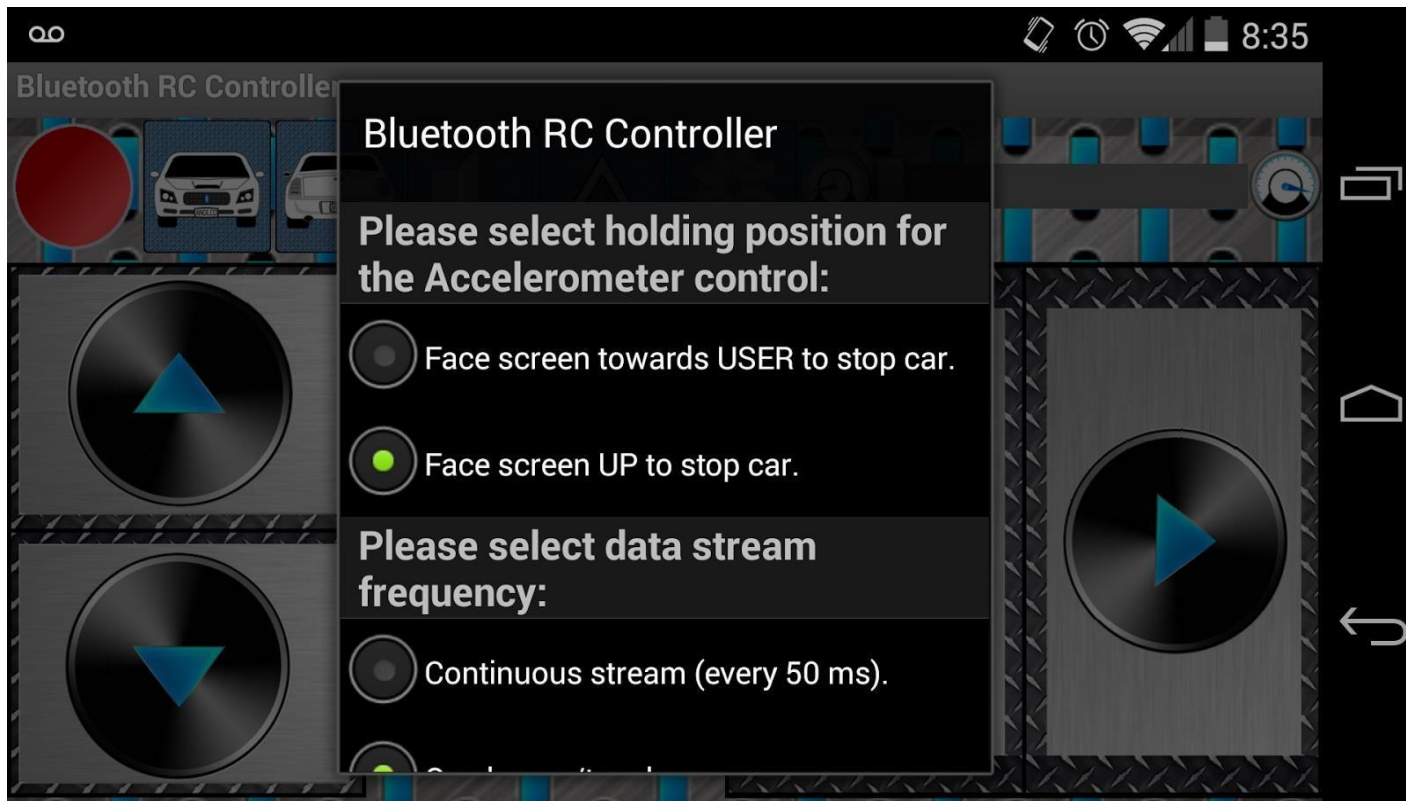 8:35
Bluetooth RC Controlle
Bluetooth RC Controller
Please select holding position for
the Accelerometer control:
Face screen towards USER to stop car.
Face screen UP to stop car.
Please select data stream
frequency:
Continuous stream (every 50 ms).